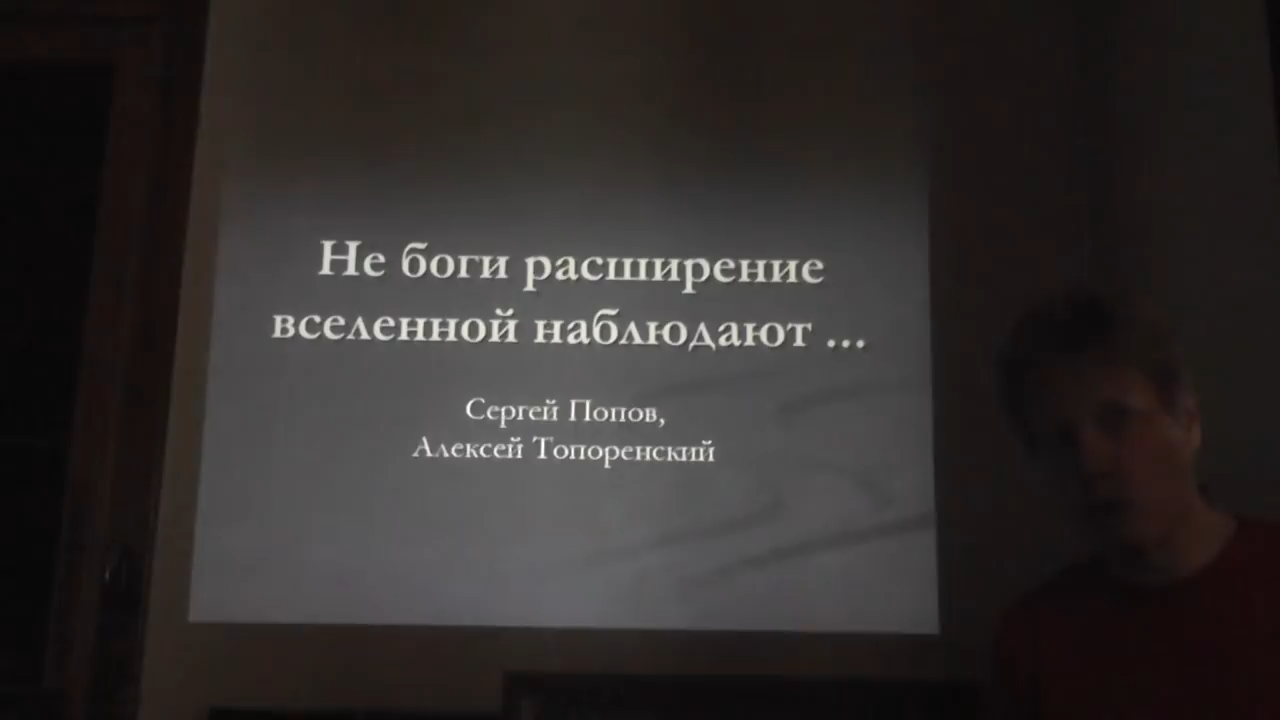 Не боги расширение
вселенной наблюдают ...
Сергей Попов,
Алексей Топоренский